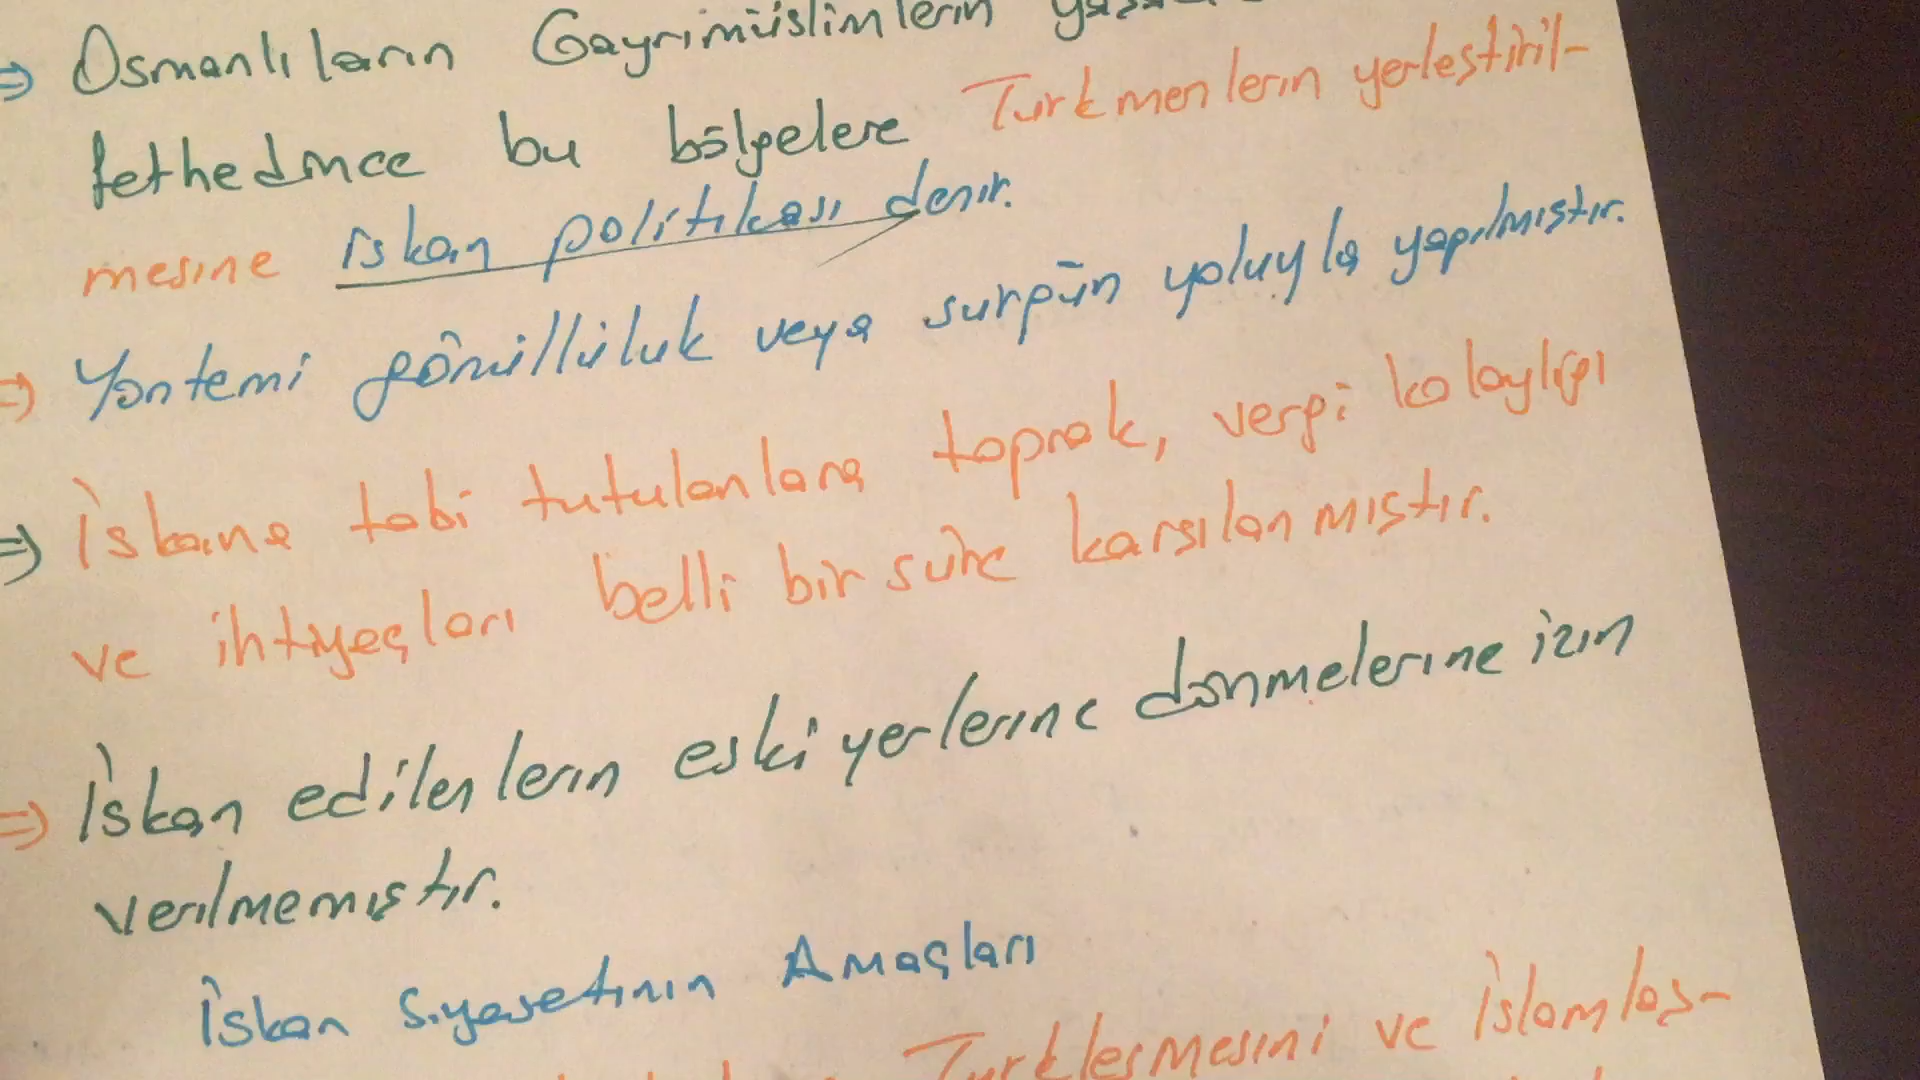 ⇒ Osmanlıların Gayrimüslimlerin
fethedince bu bölgelere Türkmenlerin yerleştiril-
mesine iskan politikası denir.
⇒ Yöntemi gönüllülük veya sürgün yoluyla yapılmıştır.
⇒ İskana tabi tutulanlara toprak, vergi kolaylığı
ve ihtiyaçları belli bir süre karşılanmıştır.
⇒ İskan edilenlerin eski yerlerine dönmelerine izin
verilmemiştir.
İskan Siyasetinin Amaçları
Türkleşmesini ve İslamlaş-